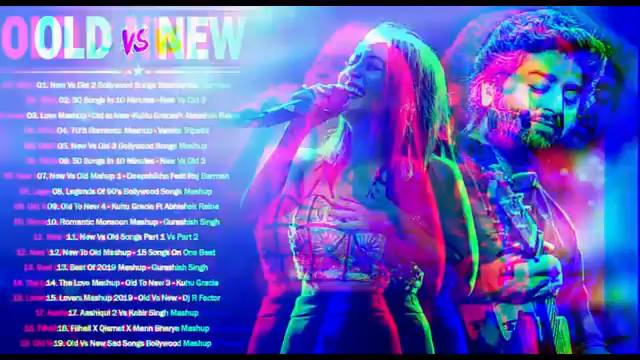 OLD VS NEW
01. New Vs Old 2 Bollywood Songs Mashup
02. 50 Songs In 10 Minutes - New Vs Old 2
03. Love Mashup - Old to New - Kuhu Gracia Ft Abhishek Raina
04. 70'S Romantic Mashup - Varsha Tripathi
05. New Vs Old 3 Bollywood Songs Mashup
06. 50 Songs In 10 Minutes - New Vs Old 3
07. New Vs Old Mahup 1 - Deepshikha Feat Raj Barman
08. Legends Of 90's Bollywood Songs Mashup
09. Old To New 4 - Kuhu Gracia Ft Abhishek Raina
10. Romantic Monsoon Mashup - Gurashish Singh
11. New Vs Old Songs Part 1 Vs Part 2
12. New To Old Mashup - 15 Songs On One Beat
13. Best Of 2019 Mashup - Gurashish Singh
14. The Love Mashup - Old To New 3 - Kuhu Gracia
15. Lovers Mashup 2019 - Old Vs New - Dj R Factor
17. Aashiqui 2 Vs Kabir Singh Mashup
18. Filhall X Qismat X Mann Bharye Mashup
19. Old Vs New Sad Songs Bollywood Mashup